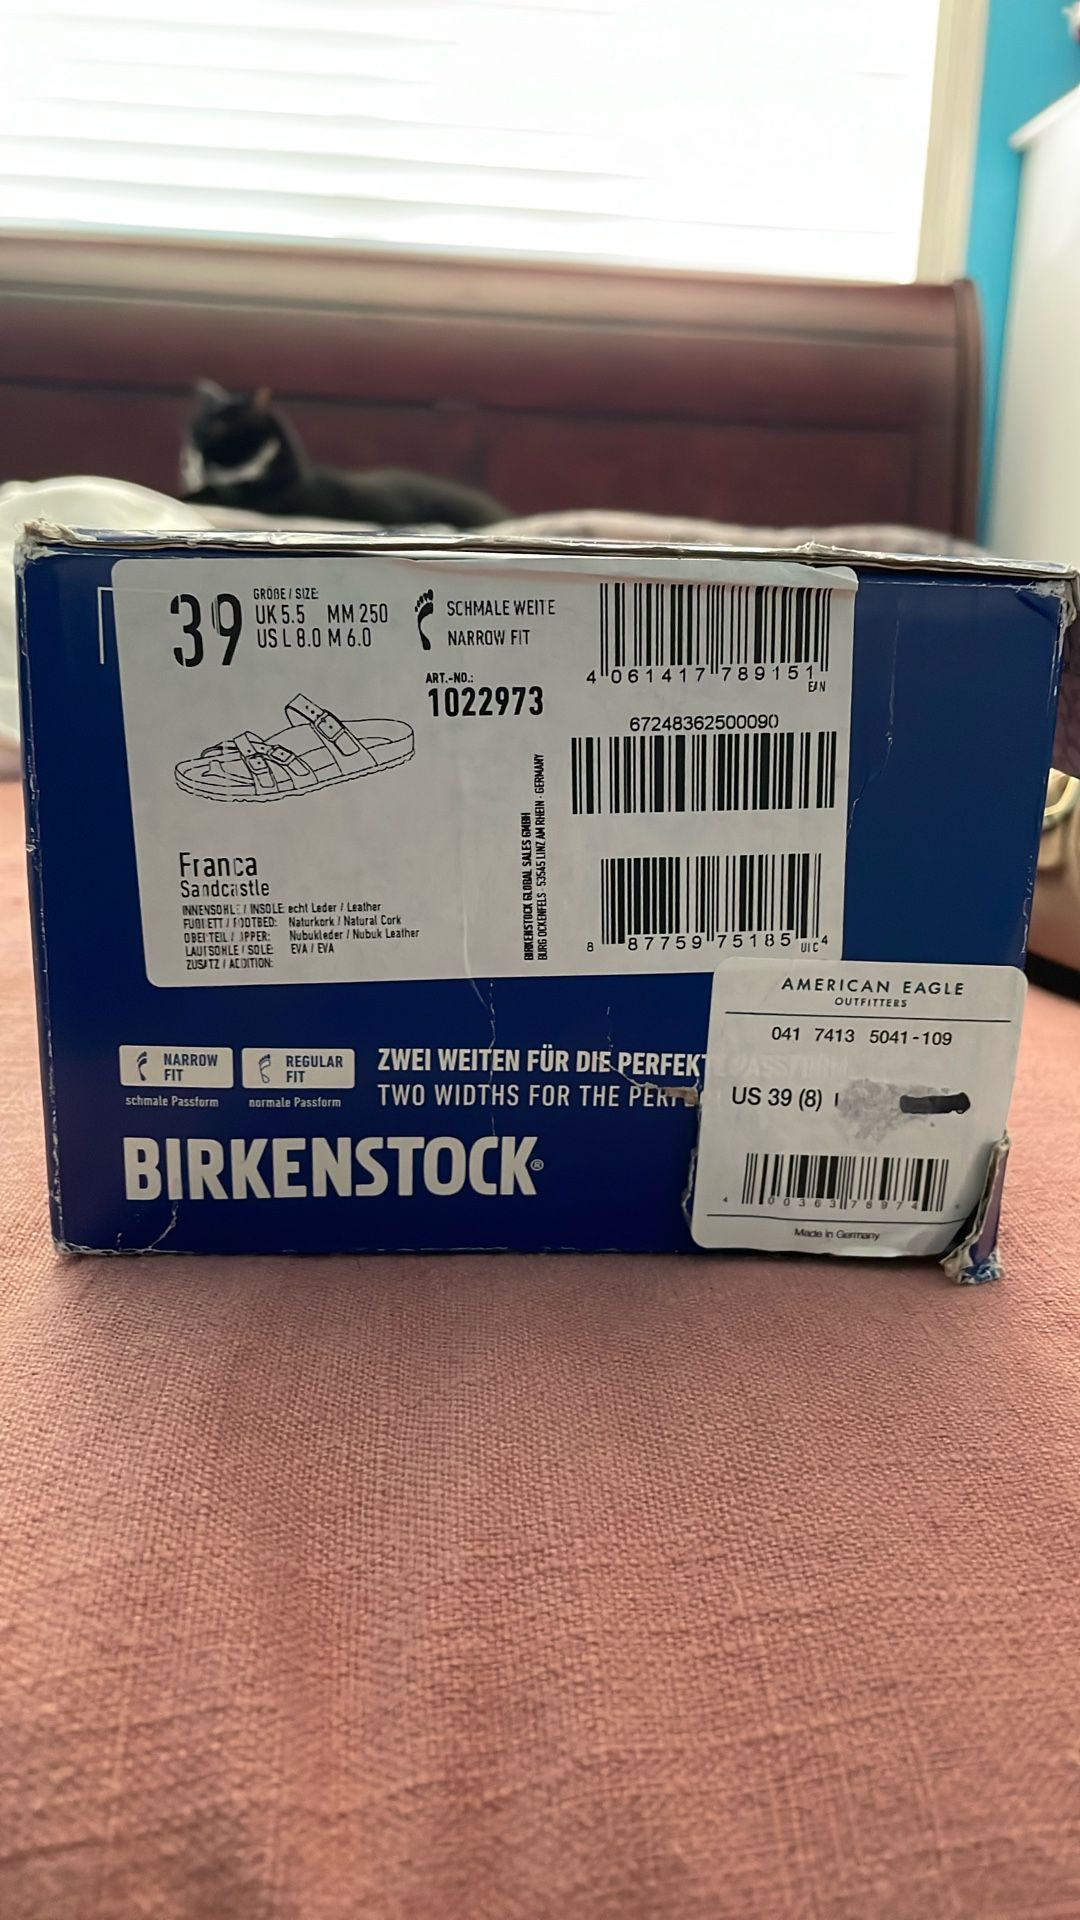 39
GRÖßE / SIZE:
UK 5.5 MM 250
US L 8.0 M 6.0
SCHMALE WEITE
NARROW FIT
ART.-NO.:
1022973
4 061417 789151
EAN
67248362500090
Franca
Sandcastle
INNENSOHLE / INSOLE: echt Leder / Leather
FUßBETT / FOOTBED: Naturkork / Natural Cork
OBERTEIL / UPPER: Nubukleder / Nubuk Leather
LAUFSOHLE / SOLE: EVA / EVA
ZUSATZ / ADDITION:
BIRKENSTOCK GLOBAL SALES GMBH
BURG OCKENFELS · 53545 LINZ AM RHEIN · GERMANY
8 87759 75185 4
NARROW
FIT
schmale Passform
REGULAR
FIT
normale Passform
ZWEI WEITEN FÜR DIE PERFEKTE PASSFORM
TWO WIDTHS FOR THE
BIRKENSTOCK®
AMERICAN EAGLE
OUTFITTERS
041 7413 5041-109
US 39 (8)
4 00363 78974
Made in Germany